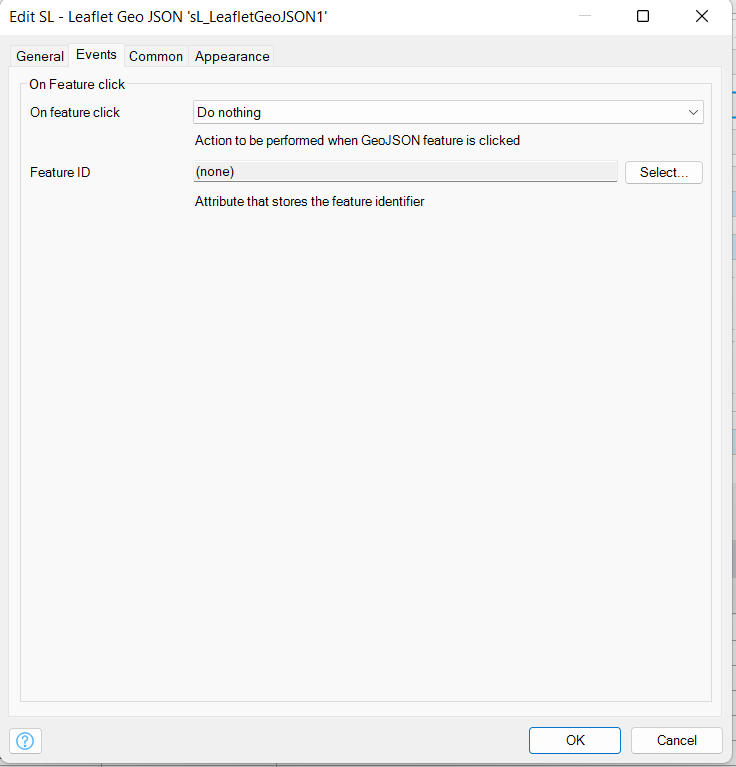 Edit SL - Leaflet Geo JSON 'sL_LeafletGeoJSON1'
General Events Common Appearance
On Feature click
On feature click Do nothing
Action to be performed when GeoJSON feature is clicked
Feature ID (none) Select...
Attribute that stores the feature identifier
? OK Cancel